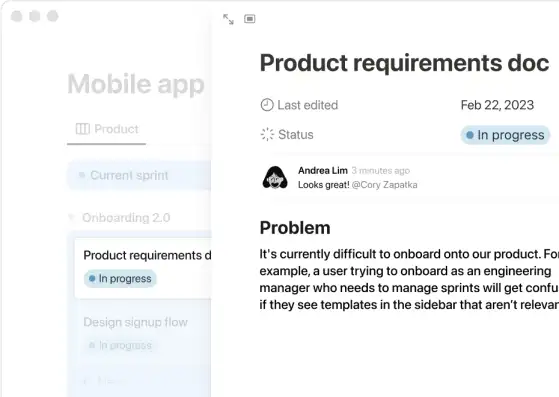 Mobile app
Product
Current sprint
Onboarding 2.0
Product requirements d
In progress
Design signup flow
In progress
Product requirements doc
Last edited Feb 22, 2023
Status In progress
Andrea Lim 3 minutes ago
Looks great! @Cory Zapatka
Problem
It's currently difficult to onboard onto our product. Fo
example, a user trying to onboard as an engineering
manager who needs to manage sprints will get confu
if they see templates in the sidebar that aren't relevan